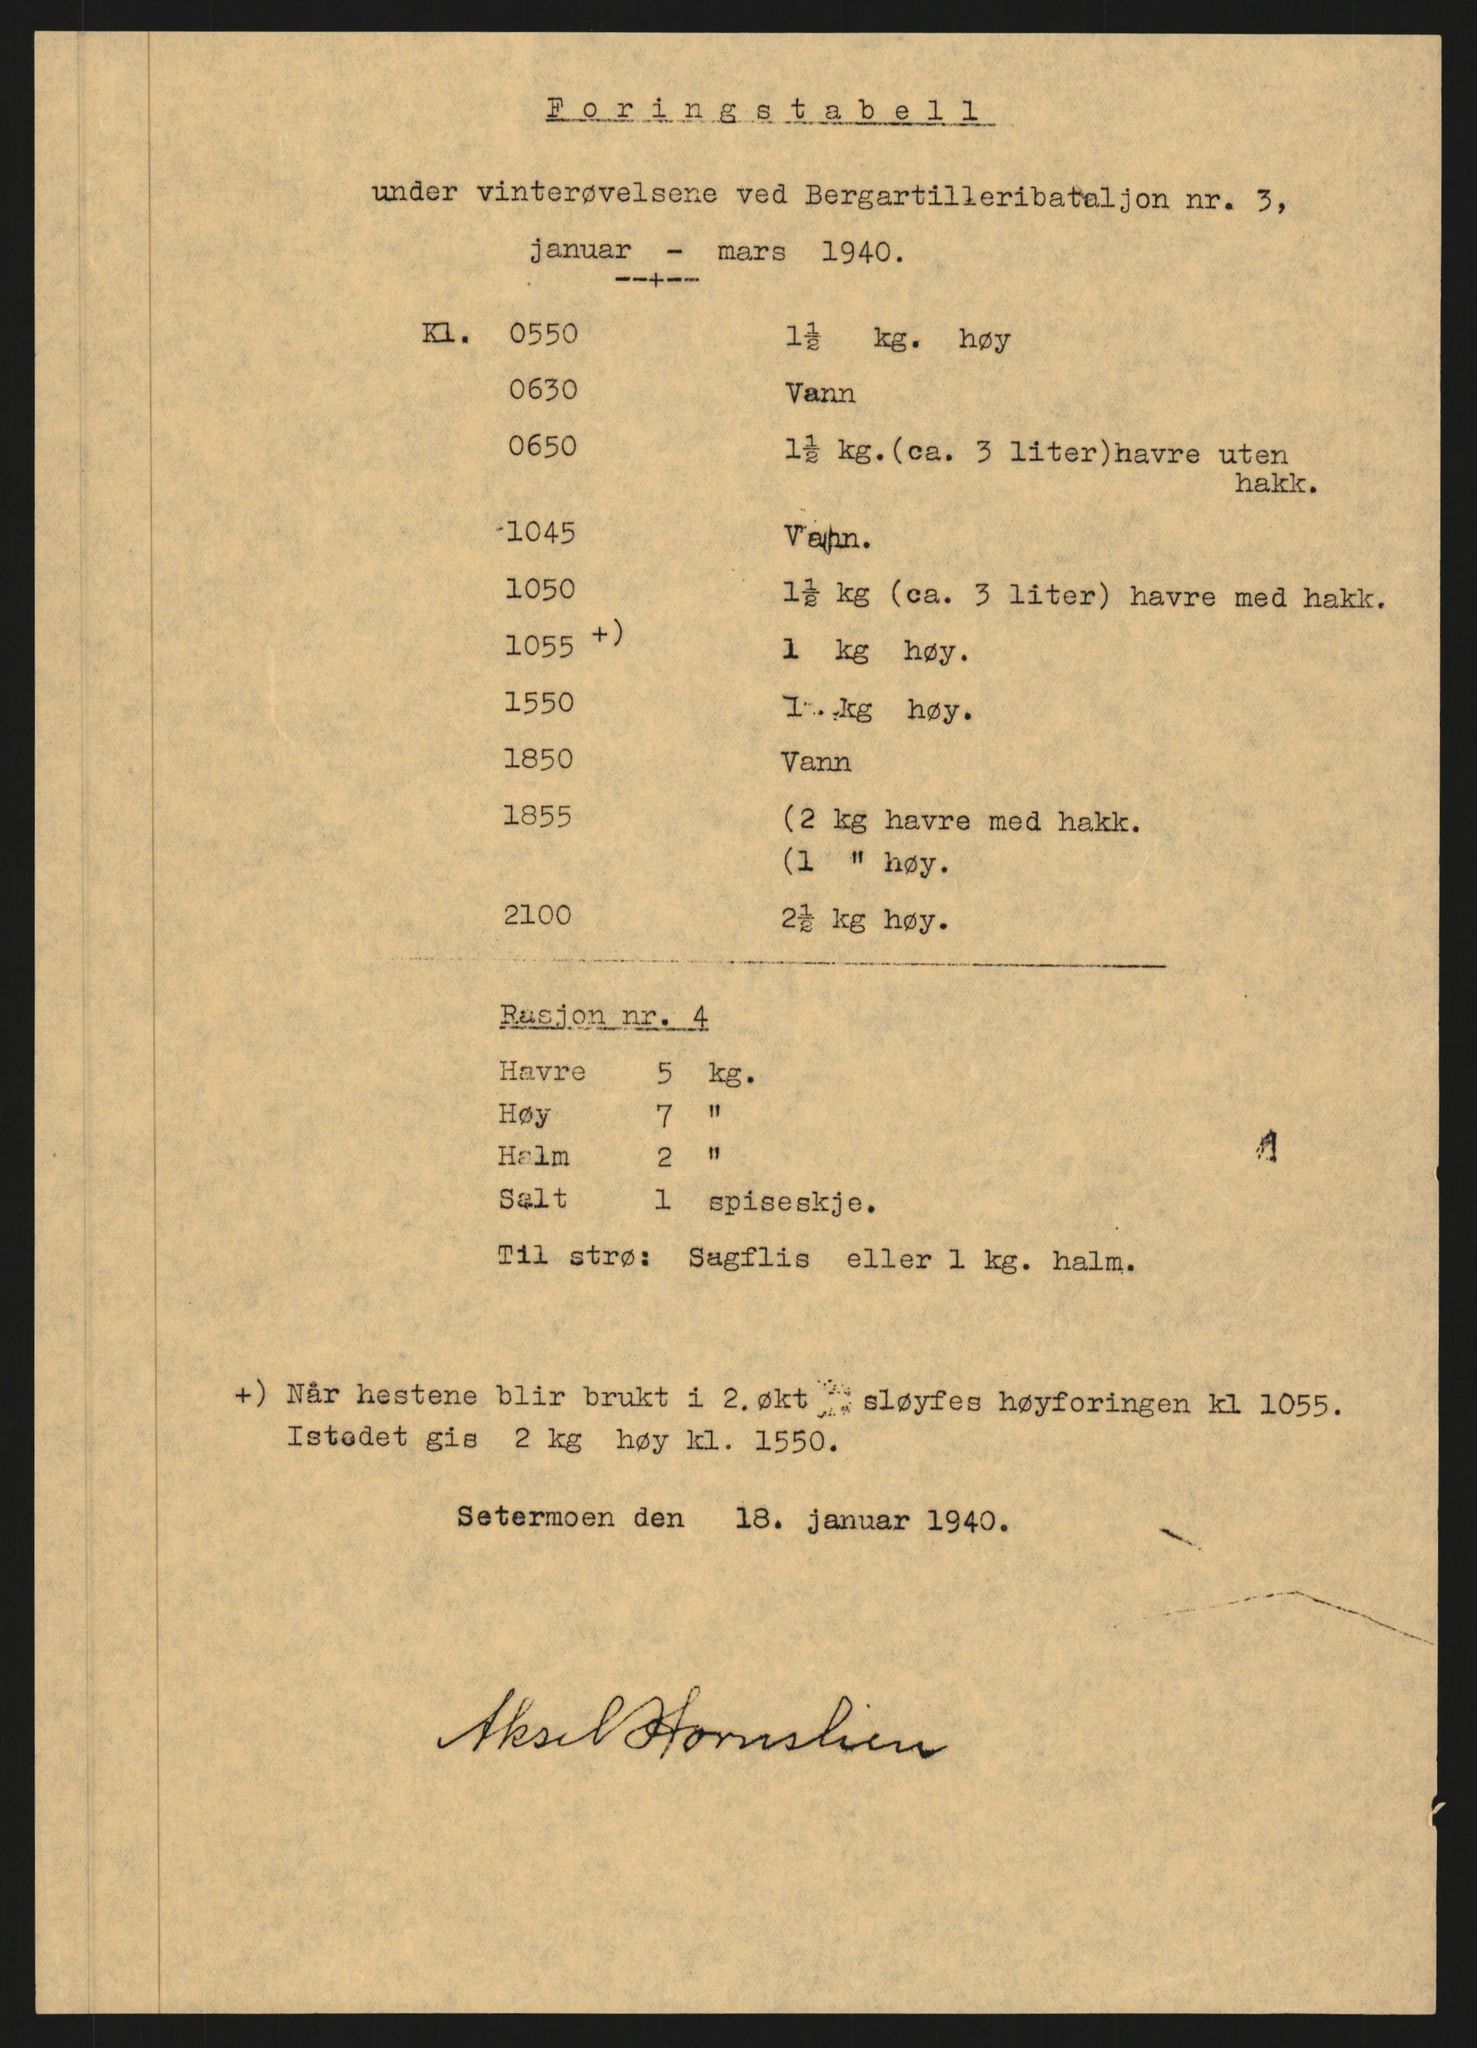 Foringstabell
under vinterøvelsene ved Bergartilleribataljon nr. 3,
januar - mars 1940.
--+--
Kl. 0550 1½ kg. høy
0630 Vann
0650 1½ kg.(ca. 3 liter)havre uten
hakk.
1045 Vann.
1050 1½ kg (ca. 3 liter) havre med hakk.
1055 +) 1 kg høy.
1550 1 kg høy.
1850 Vann
1855 (2 kg havre med hakk.
(1 " høy.
2100 2½ kg høy.
Rasjon nr. 4
Havre 5 kg.
Høy 7 "
Halm 2 "
Salt 1 spiseskje.
Til strø: Sagflis eller 1 kg. halm.
+) Når hestene blir brukt i 2. økt sløyfes høyforingen kl 1055.
Istedet gis 2 kg høy kl. 1550.
Setermoen den 18. januar 1940.
Aksel Hornslien